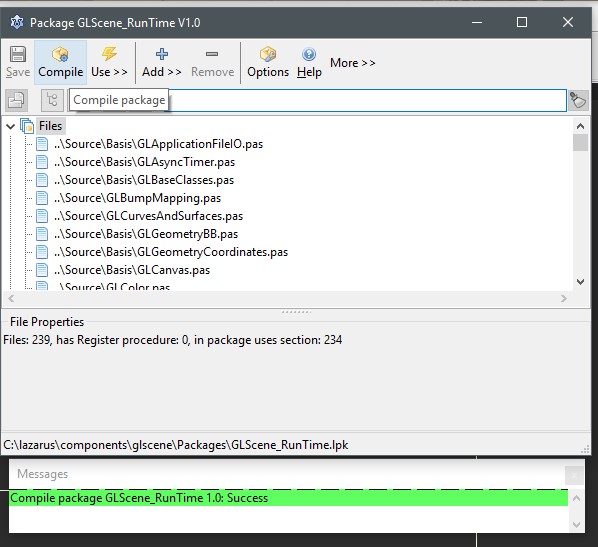 Package GLScene_RunTime V1.0
Save Compile Use >> Add >> Remove Options Help More >>
Compile package
Files
..\Source\Basis\GLApplicationFileIO.pas
..\Source\Basis\GLAsyncTimer.pas
..\Source\Basis\GLBaseClasses.pas
..\Source\GLBumpMapping.pas
..\Source\GLCurvesAndSurfaces.pas
..\Source\Basis\GLGeometryBB.pas
..\Source\Basis\GLGeometryCoordinates.pas
..\Source\Basis\GLCanvas.pas
..\Source\GLColor.pas
File Properties
Files: 239, has Register procedure: 0, in package uses section: 234
C:\lazarus\components\glscene\Packages\GLScene_RunTime.lpk
Messages
Compile package GLScene_RunTime 1.0: Success